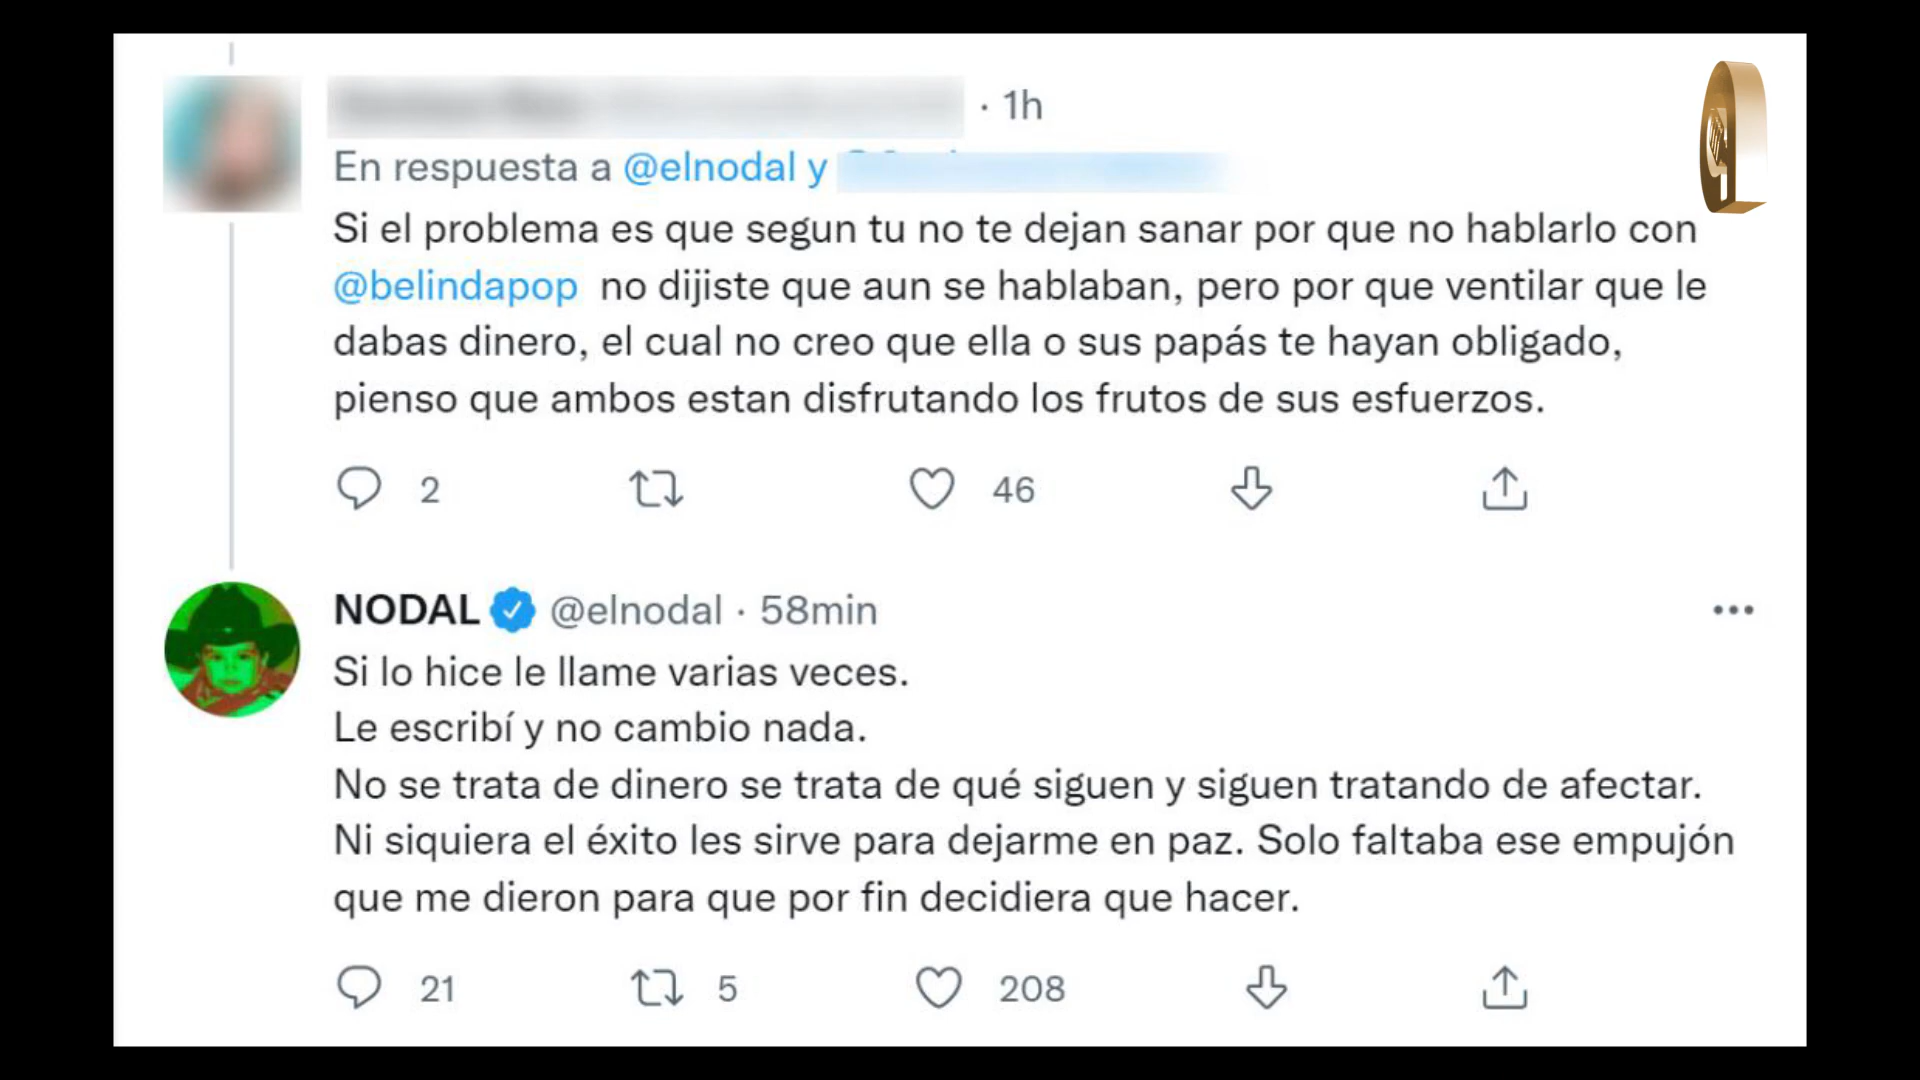 · 1h
En respuesta a @elnodal y
Si el problema es que segun tu no te dejan sanar por que no hablarlo con
@belindapop no dijiste que aun se hablaban, pero por que ventilar que le
dabas dinero, el cual no creo que ella o sus papás te hayan obligado,
pienso que ambos estan disfrutando los frutos de sus esfuerzos.
2 46
NODAL @elnodal · 58min
Si lo hice le llame varias veces.
Le escribí y no cambio nada.
No se trata de dinero se trata de qué siguen y siguen tratando de afectar.
Ni siquiera el éxito les sirve para dejarme en paz. Solo faltaba ese empujón
que me dieron para que por fin decidiera que hacer.
21 5 208